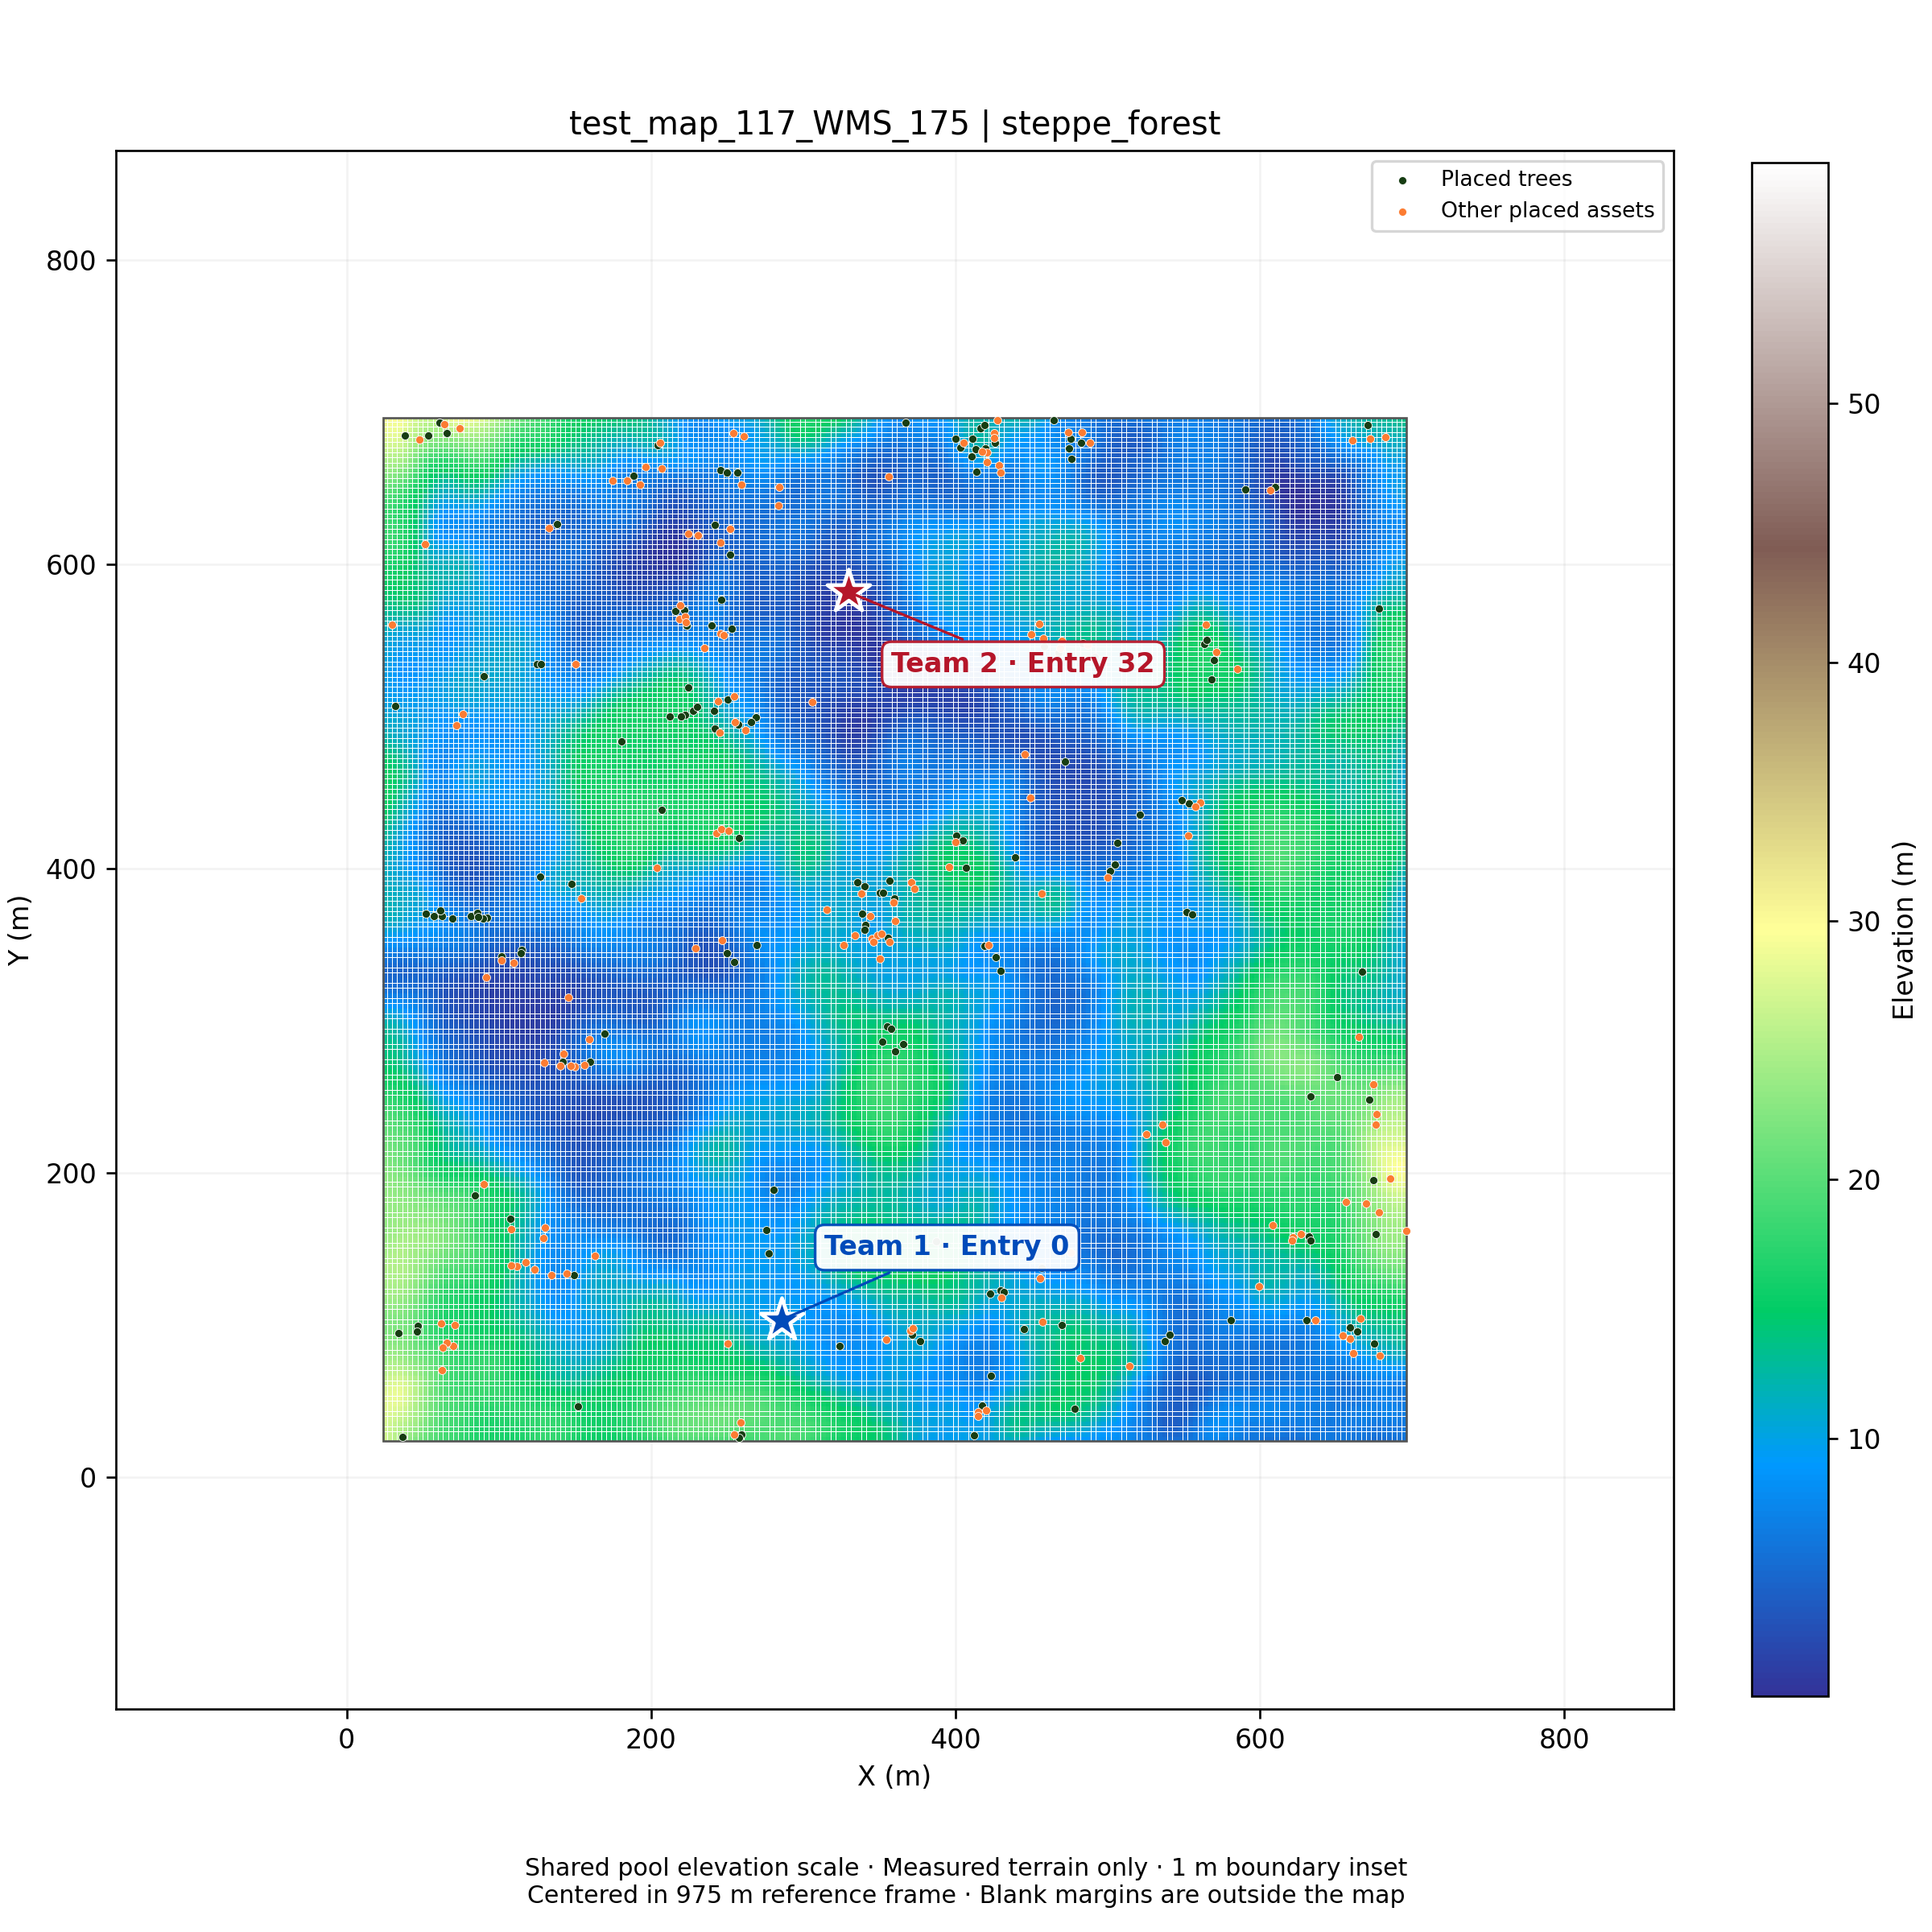 test_map_117_WMS_175 | steppe_forest
Placed trees
Other placed assets
800
600
400
200
0
Y (m)
Team 2 · Entry 32
Team 1 · Entry 0
0
200
400
600
800
X (m)
50
40
30
20
10
Elevation (m)
Shared pool elevation scale · Measured terrain only · 1 m boundary inset
Centered in 975 m reference frame · Blank margins are outside the map